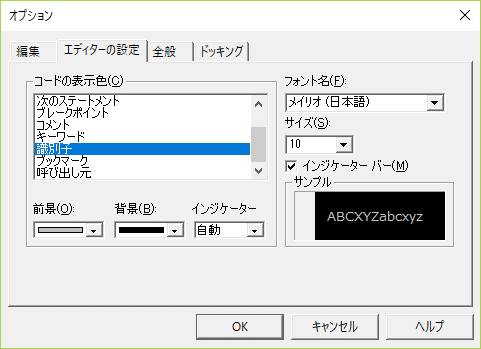 オプション
編集 エディターの設定 全般 ドッキング
コードの表示色(C)
次のステートメント
ブレークポイント
コメント
キーワード
識別子
ブックマーク
呼び出し元
前景(O): 背景(B): インジケーター
自動
フォント名(F):
メイリオ (日本語)
サイズ(S):
10
インジケーター バー(M)
サンプル
ABCXYZabcxyz
OK キャンセル ヘルプ